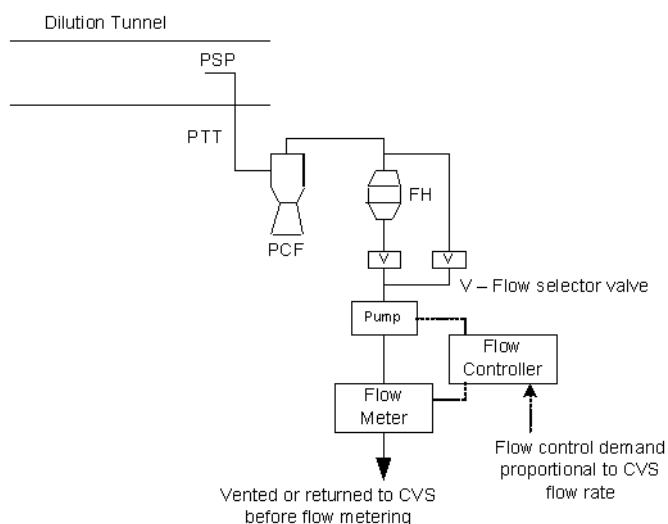 Dilution Tunnel
PSP
PTT
FH
PCF
V
V
V – Flow selector valve
Pump
Flow
Controller
Flow
Meter
Flow control demand
proportional to CVS
flow rate
Vented or returned to CVS
before flow metering